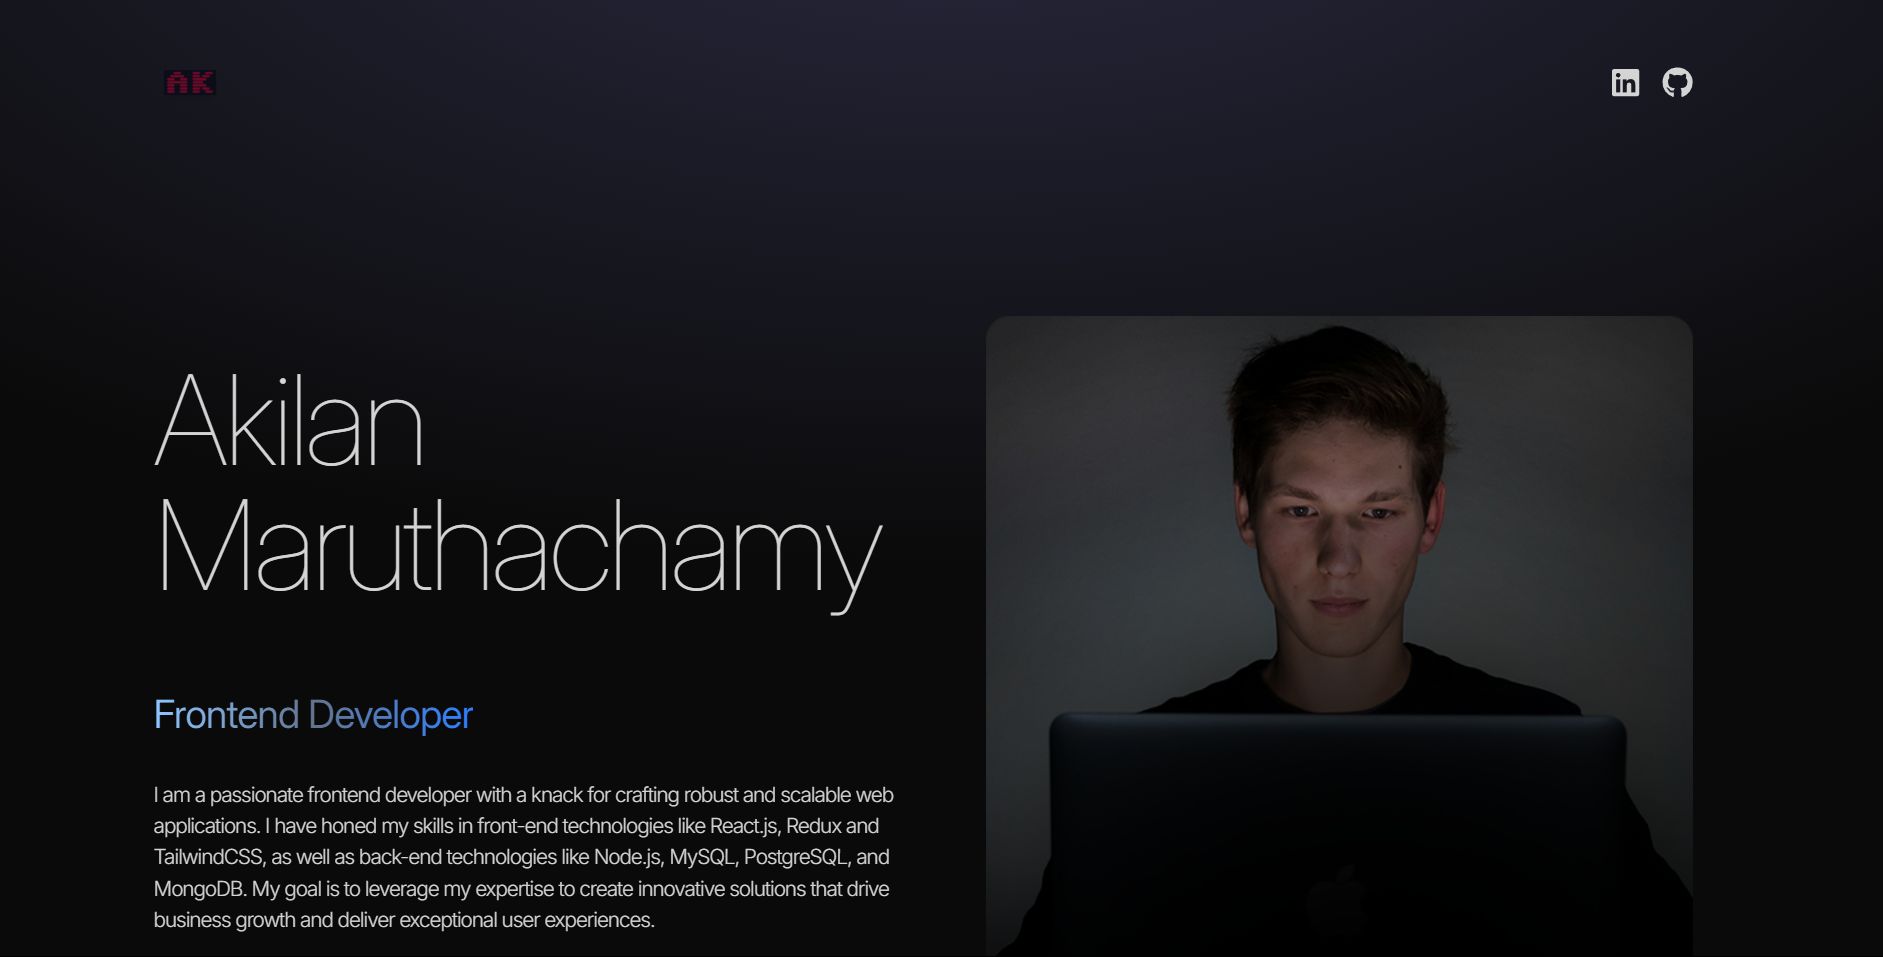 AK
in
Akilan
Maruthachamy
Frontend Developer
I am a passionate frontend developer with a knack for crafting robust and scalable web
applications. I have honed my skills in front-end technologies like React.js, Redux and
TailwindCSS, as well as back-end technologies like Node.js, MySQL, PostgreSQL, and
MongoDB. My goal is to leverage my expertise to create innovative solutions that drive
business growth and deliver exceptional user experiences.